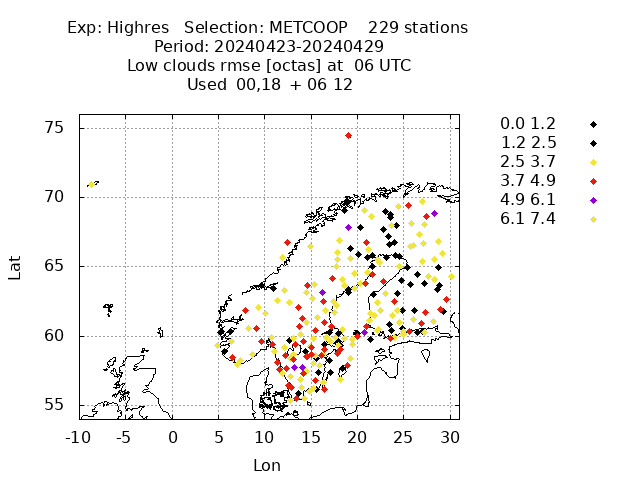 Exp: Highres   Selection: METCOOP    229 stations
Period: 20240423-20240429
Low clouds rmse [octas] at  06 UTC
Used  00,18  + 06 12
0.0 1.2
1.2 2.5
2.5 3.7
3.7 4.9
4.9 6.1
6.1 7.4
75
70
65
60
55
Lat
-10 -5 0 5 10 15 20 25 30
Lon